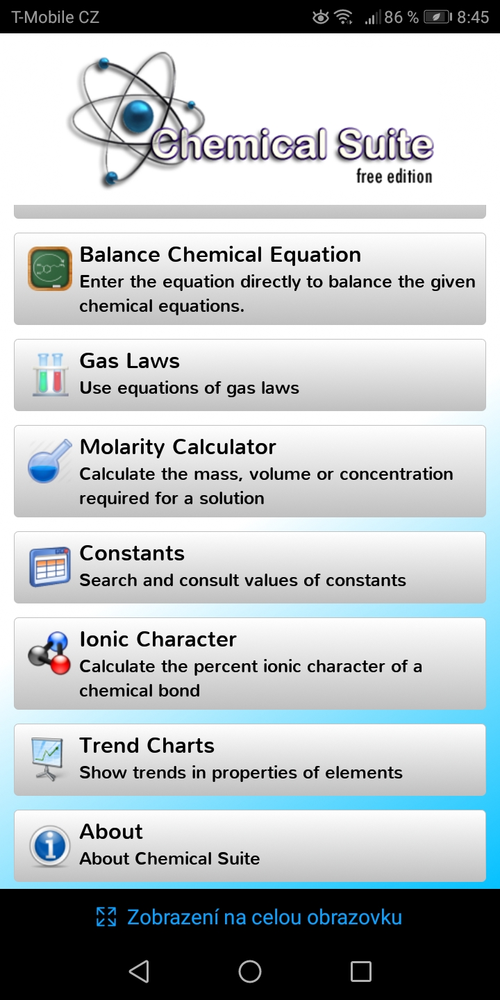 T-Mobile CZ 86 % 8:45
Chemical Suite
free edition
Balance Chemical Equation
Enter the equation directly to balance the given
chemical equations.
Gas Laws
Use equations of gas laws
Molarity Calculator
Calculate the mass, volume or concentration
required for a solution
Constants
Search and consult values of constants
Ionic Character
Calculate the percent ionic character of a
chemical bond
Trend Charts
Show trends in properties of elements
About
About Chemical Suite
Zobrazení na celou obrazovku